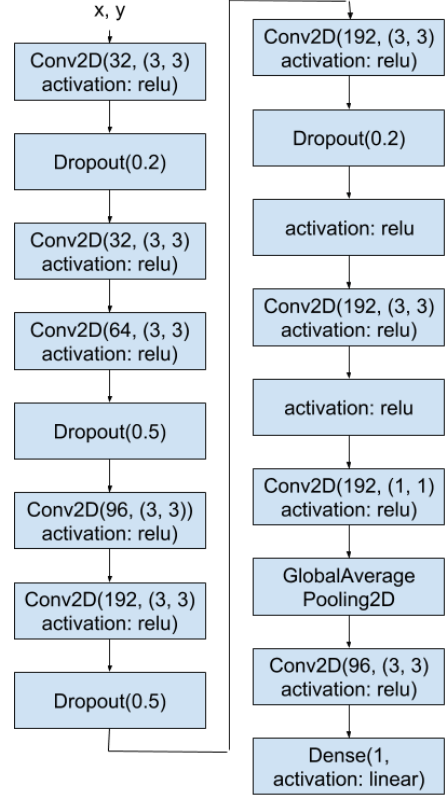 x, y
Conv2D(32, (3, 3)
activation: relu)
Dropout(0.2)
Conv2D(32, (3, 3)
activation: relu)
Conv2D(64, (3, 3)
activation: relu)
Dropout(0.5)
Conv2D(96, (3, 3))
activation: relu)
Conv2D(192, (3, 3)
activation: relu)
Dropout(0.5)
Conv2D(192, (3, 3)
activation: relu)
Dropout(0.2)
activation: relu
Conv2D(192, (3, 3)
activation: relu)
activation: relu
Conv2D(192, (1, 1)
activation: relu)
GlobalAverage
Pooling2D
Conv2D(96, (3, 3)
activation: relu)
Dense(1,
activation: linear)